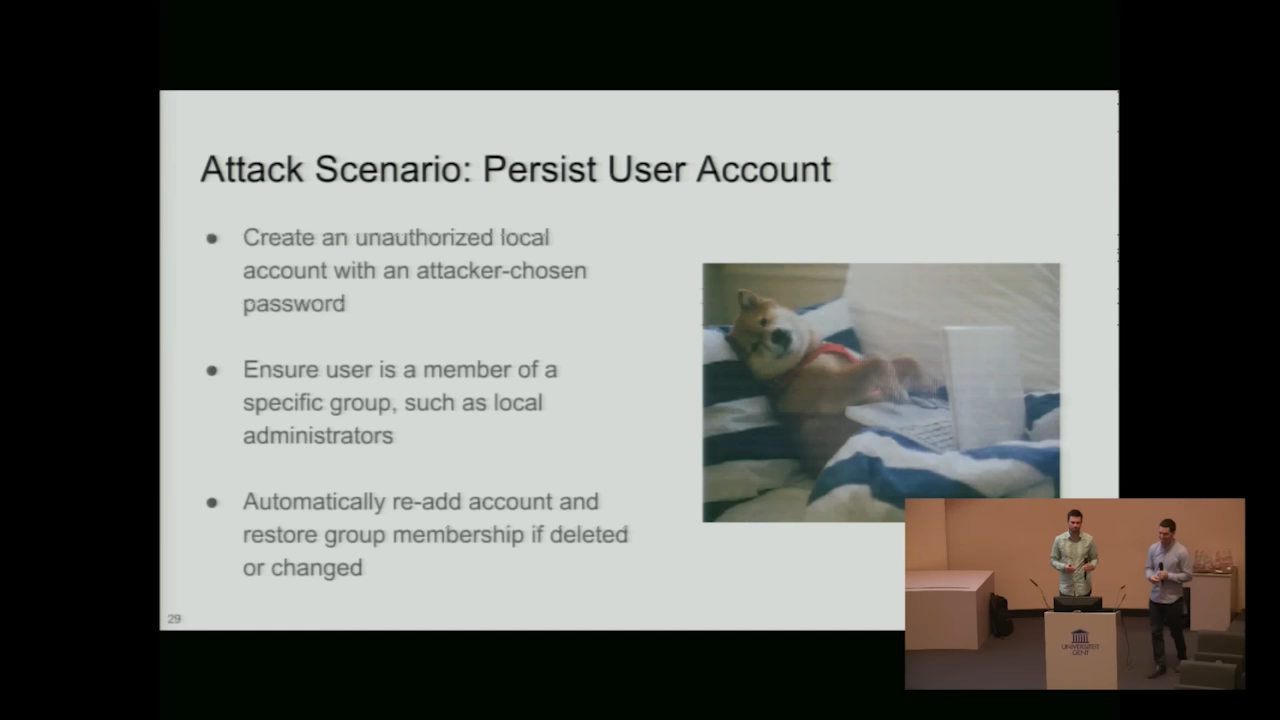 Attack Scenario: Persist User Account
● Create an unauthorized local
account with an attacker-chosen
password
● Ensure user is a member of a
specific group, such as local
administrators
● Automatically re-add account and
restore group membership if deleted
or changed
29
UNIVERSITEIT
GENT